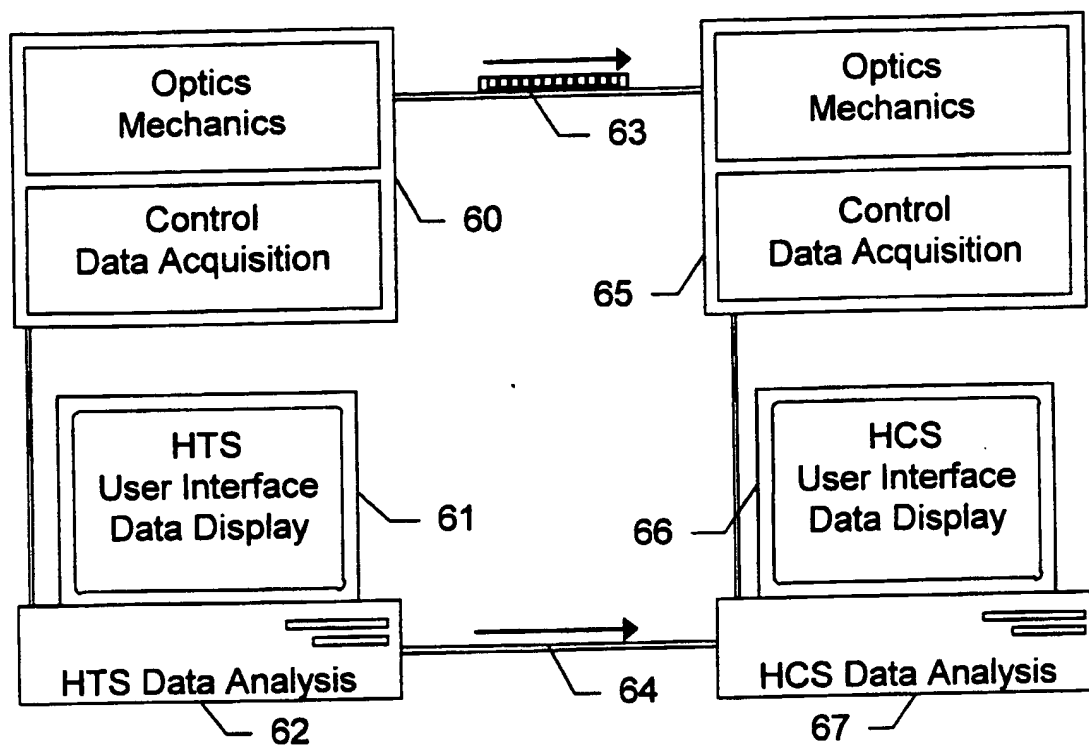 Optics
Mechanics
Control
Data Acquisition
60
63
Optics
Mechanics
Control
Data Acquisition
65
HTS
User Interface
Data Display
61
HTS Data Analysis
62
64
HCS
User Interface
Data Display
66
HCS Data Analysis
67